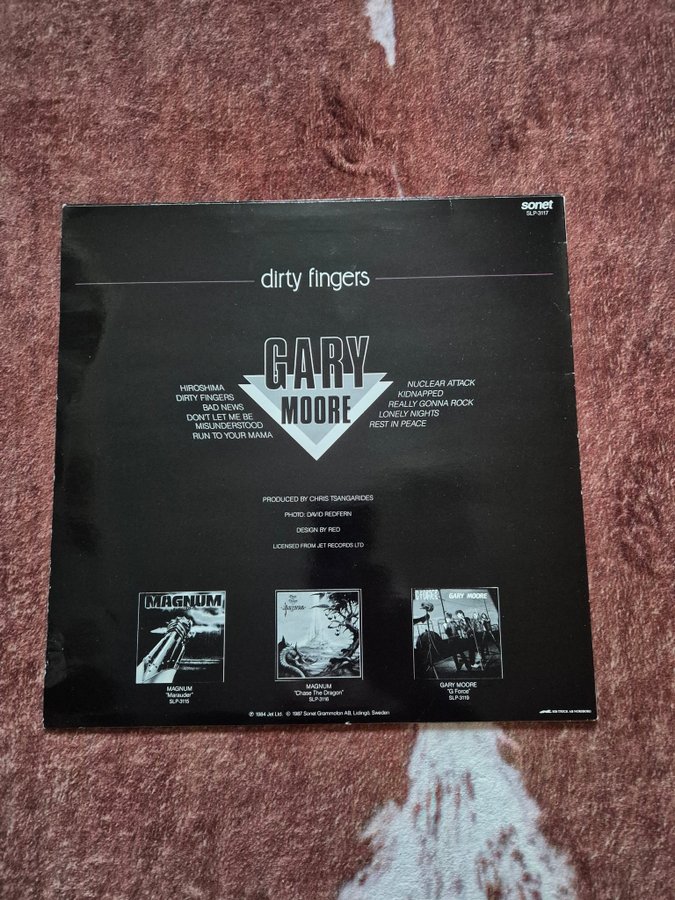 sonet
SLP-3117
dirty fingers
GARY
MOORE
HIROSHIMA
DIRTY FINGERS
BAD NEWS
DON'T LET ME BE
MISUNDERSTOOD
RUN TO YOUR MAMA
NUCLEAR ATTACK
KIDNAPPED
REALLY GONNA ROCK
LONELY NIGHTS
REST IN PEACE
PRODUCED BY CHRIS TSANGARIDES
PHOTO: DAVID REDFERN
DESIGN BY RED
LICENSED FROM JET RECORDS LTD
MAGNUM
MAGNUM
"Marauder"
SLP-3115
MAGNUM
"Chase The Dragon"
SLP-3116
GARY MOORE
GARY MOORE
"G Force"
SLP-3119
℗ 1984 Jet Ltd. © 1987 Sonet Grammofon AB, Lidingö, Sweden